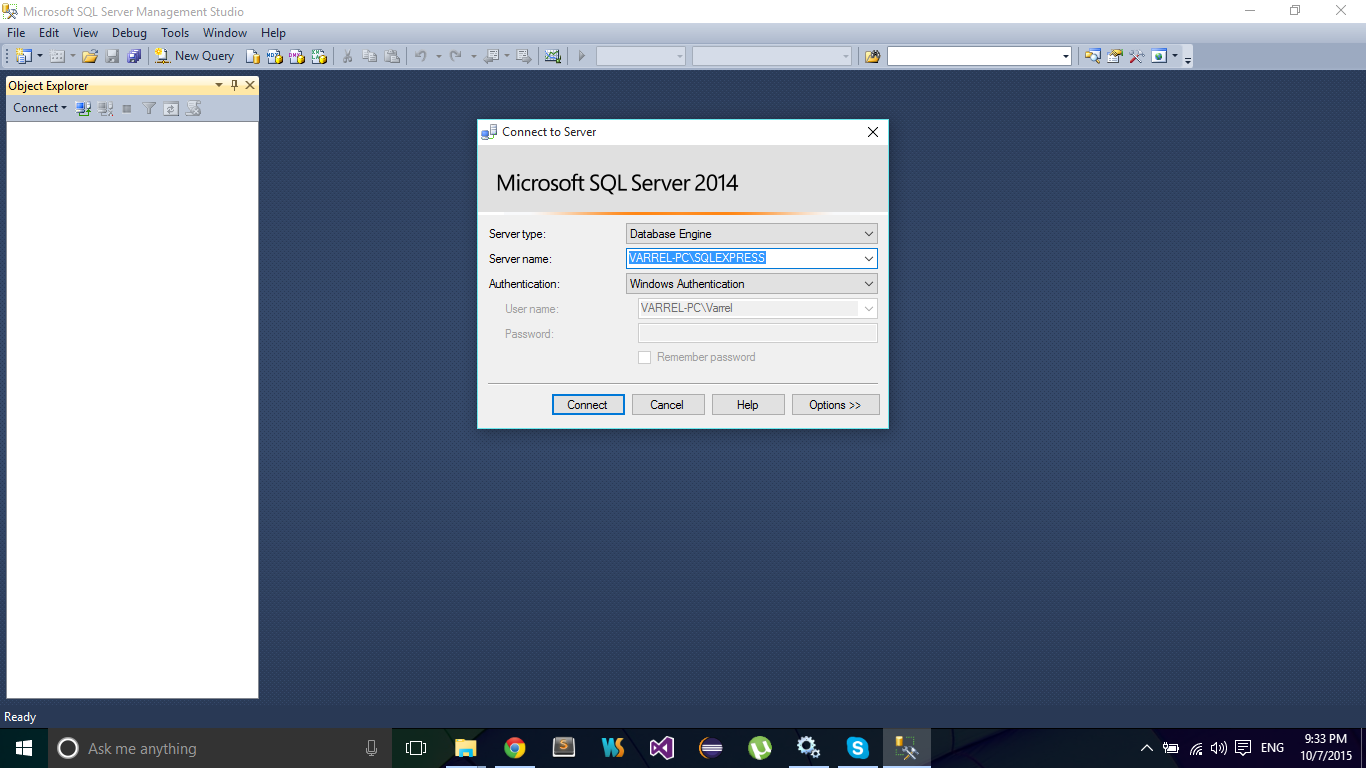 Microsoft SQL Server Management Studio
File Edit View Debug Tools Window Help
New Query
Object Explorer
Connect
Connect to Server
Microsoft SQL Server 2014
Server type: Database Engine
Server name: VARREL-PC\SQLEXPRESS
Authentication: Windows Authentication
User name: VARREL-PC\Varrel
Password:
Remember password
Connect Cancel Help Options >>
Ready
Ask me anything
ENG
9:33 PM
10/7/2015